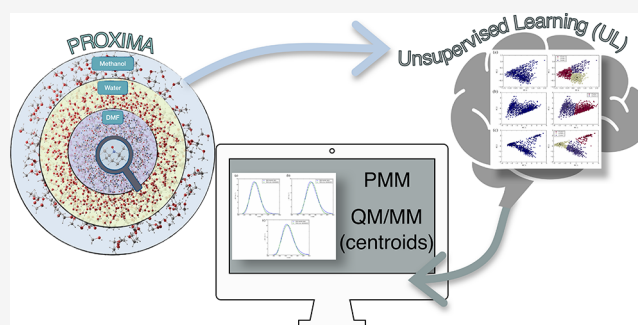 PROXIMA
Methanol
Water
DMF
Unsupervised Learning (UL)
PMM
QM/MM
(centroids)